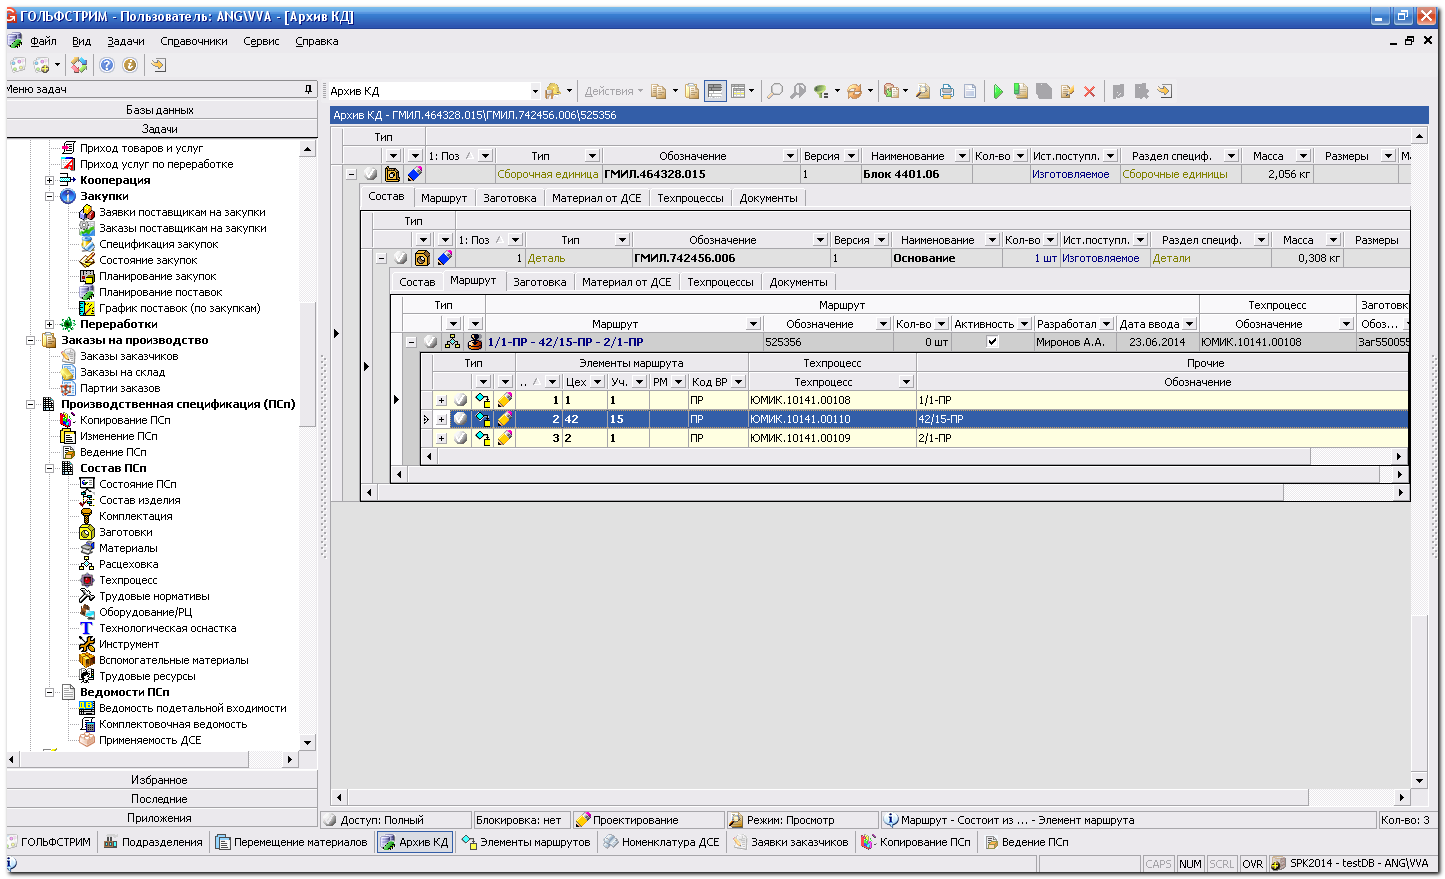 ГОЛЬФСТРИМ - Пользователь: ANG\VVA - [Архив КД]
Файл Вид Задачи Справочники Сервис Справка
Меню задач
Архив КД Действия
Базы данных
Архив КД - ГМИЛ.464328.015\ГМИЛ.742456.006\525356
Задачи
Тип
Приход товаров и услуг
1: Поз Тип Обозначение Версия Наименование Кол-во Ист.поступл. Раздел специф. Масса Размеры
Приход услуг по переработке
Сборочная единица ГМИЛ.464328.015 1 Блок 4401.06 Изготовляемое Сборочные единицы 2,056 кг
Кооперация
Закупки
Состав Маршрут Заготовка Материал от ДСЕ Техпроцессы Документы
Заявки поставщикам на закупки
Тип
Заказы поставщикам на закупки
1: Поз Тип Обозначение Версия Наименование Кол-во Ист.поступл. Раздел специф. Масса Размеры
Спецификация закупок
1 Деталь ГМИЛ.742456.006 1 Основание 1 шт Изготовляемое Детали 0,308 кг
Состояние закупок
Состав Маршрут Заготовка Материал от ДСЕ Техпроцессы Документы
Планирование закупок
Планирование поставок
Тип Маршрут Техпроцесс Заготовк
График поставок (по закупкам)
Маршрут Обозначение Кол-во Активность Разработал Дата ввода Обозначение Обоз...
Переработки
1/1-ПР - 42/15-ПР - 2/1-ПР 525356 0 шт Миронов А.А. 23.06.2014 ЮМИК.10141.00108 Заг550055
Заказы на производство
Заказы заказчиков
Тип Элементы маршрута Техпроцесс Прочие
Заказы на склад
.. Цех Уч. РМ Код ВР Техпроцесс Обозначение
Партии заказов
1 1 1 ПР ЮМИК.10141.00108 1/1-ПР
Производственная спецификация (ПСп)
2 42 15 ПР ЮМИК.10141.00110 42/15-ПР
Копирование ПСп
3 2 1 ПР ЮМИК.10141.00109 2/1-ПР
Изменение ПСп
Ведение ПСп
Состав ПСп
Состояние ПСп
Состав изделия
Комплектация
Заготовки
Материалы
Расцеховка
Техпроцесс
Трудовые нормативы
Оборудование/РЦ
Технологическая оснастка
Инструмент
Вспомогательные материалы
Трудовые ресурсы
Ведомости ПСп
Ведомость подетальной входимости
Комплектовочная ведомость
Применяемость ДСЕ
Избранное
Последние
Приложения
Доступ: Полный Блокировка: нет Проектирование Режим: Просмотр Маршрут - Состоит из ... - Элемент маршрута Кол-во: 3
ГОЛЬФСТРИМ Подразделения Перемещение материалов Архив КД Элементы маршрутов Номенклатура ДСЕ Заявки заказчиков Копирование ПСп Ведение ПСп
CAPS NUM SCRL OVR SPK2014 - testDB - ANG\VVA